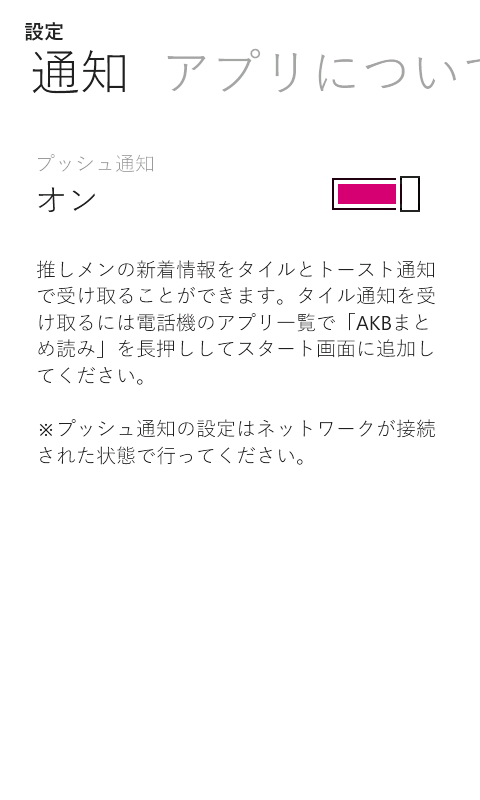 設定
通知 アプリについて
プッシュ通知
オン
推しメンの新着情報をタイルとトースト通知
で受け取ることができます。タイル通知を受
け取るには電話機のアプリ一覧で「AKBまと
め読み」を長押ししてスタート画面に追加し
てください。
※プッシュ通知の設定はネットワークが接続
された状態で行ってください。